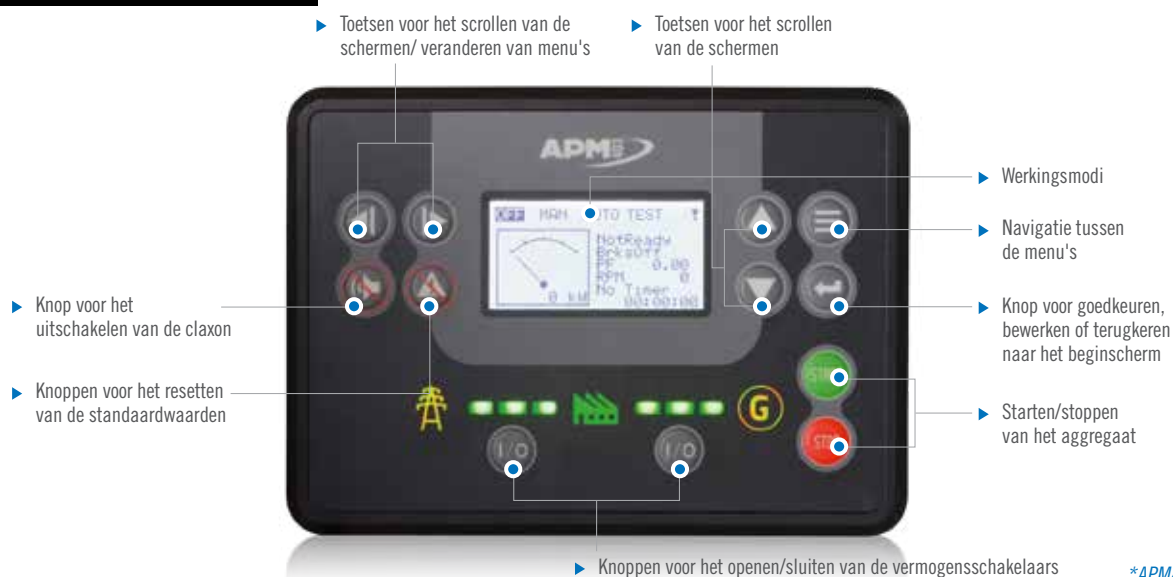 Toetsen voor het scrollen van de
schermen/ veranderen van menu's
Toetsen voor het scrollen
van de schermen
APM
OFF MAN AUTO TEST
NotReady
BrksOff
PF 0.00
RPM 0
No Timer
0 kW 00:00:00
Werkingsmodi
Navigatie tussen
de menu's
Knop voor goedkeuren,
bewerken of terugkeren
naar het beginscherm
Knop voor het
uitschakelen van de claxon
Knoppen voor het resetten
van de standaardwaarden
G
I/O
I/O
Starten/stoppen
van het aggregaat
Knoppen voor het openen/sluiten van de vermogensschakelaars
*APM